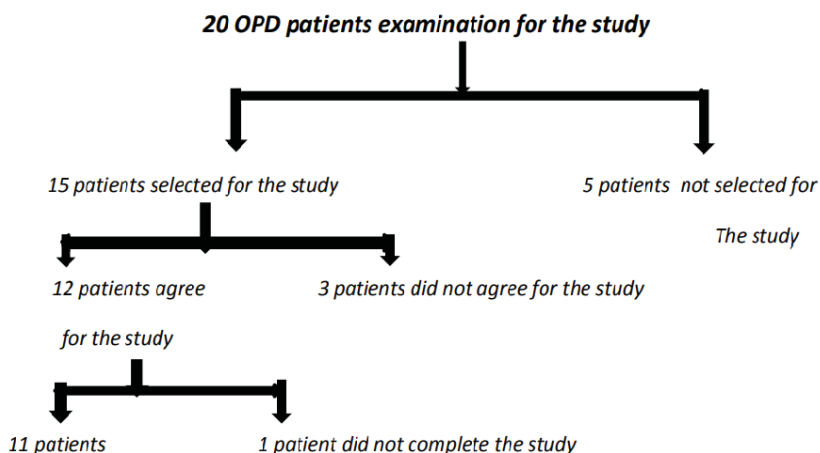 20 OPD patients examination for the study
15 patients selected for the study
5 patients not selected for
The study
12 patients agree
3 patients did not agree for the study
for the study
11 patients
1 patient did not complete the study